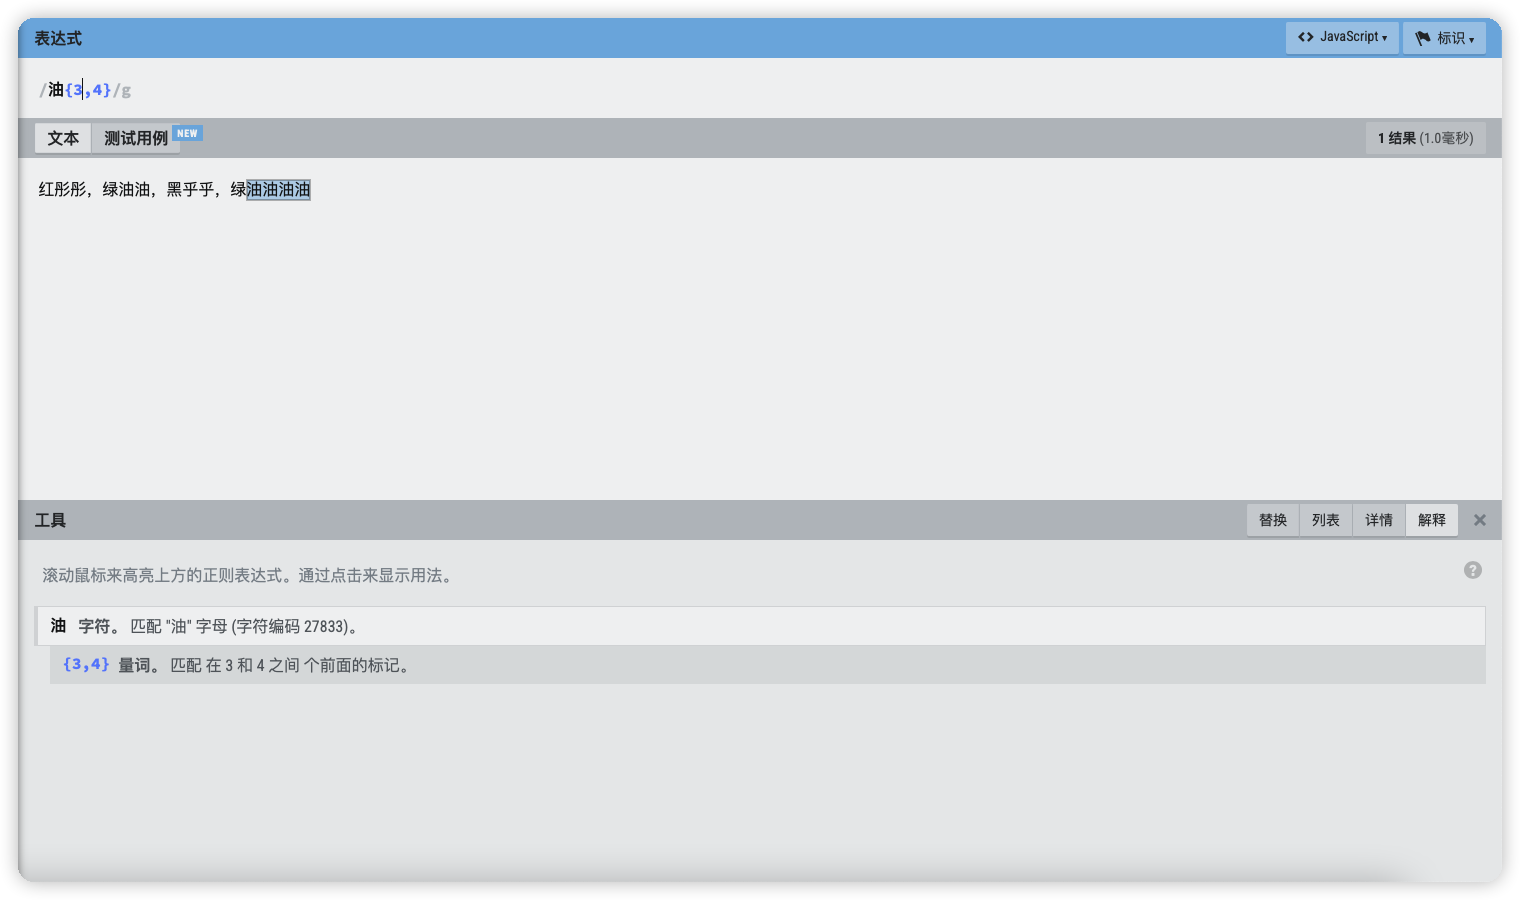 表达式
<> JavaScript ▾ 标识 ▾
/油{3,4}/g
文本 测试用例 NEW 1 结果 (1.0毫秒)
红彤彤，绿油油，黑乎乎，绿油油油油
工具 替换 列表 详情 解释 ×
滚动鼠标来高亮上方的正则表达式。通过点击来显示用法。 ?
油 字符。 匹配 "油" 字母 (字符编码 27833)。
{3,4} 量词。 匹配 在 3 和 4 之间 个前面的标记。